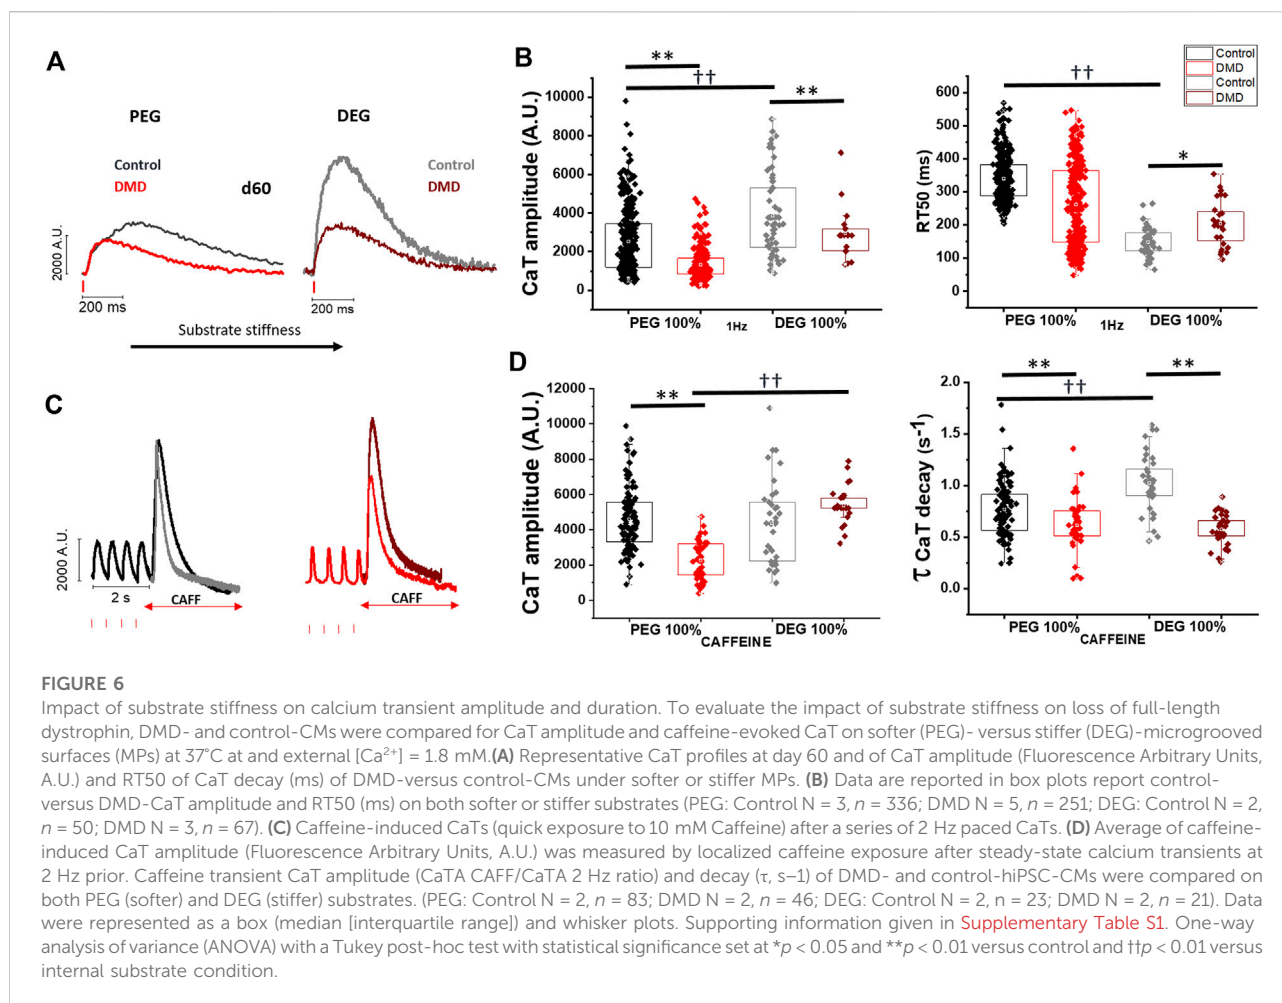 A
PEG
DEG
Control
DMD
d60
Control
DMD
2000 A.U.
200 ms
200 ms
Substrate stiffness
B
**
††
**
CaT amplitude (A.U.)
10000
8000
6000
4000
2000
0
PEG 100%
1Hz
DEG 100%
Control
DMD
Control
DMD
††
*
RT50 (ms)
600
500
400
300
200
100
0
PEG 100%
1Hz
DEG 100%
C
2000 A.U.
2 s
CAFF
CAFF
D
**
††
CaT amplitude (A.U.)
12000
10000
8000
6000
4000
2000
0
PEG 100%
DEG 100%
CAFFEINE
**
††
**
τ CaT decay (s-1)
2.0
1.5
1.0
0.5
0.0
PEG 100%
DEG 100%
CAFFEINE
FIGURE 6
Impact of substrate stiffness on calcium transient amplitude and duration. To evaluate the impact of substrate stiffness on loss of full-length
dystrophin, DMD- and control-CMs were compared for CaT amplitude and caffeine-evoked CaT on softer (PEG)- versus stiffer (DEG)-microgrooved
surfaces (MPs) at 37°C at and external [Ca2+] = 1.8 mM.(A) Representative CaT profiles at day 60 and of CaT amplitude (Fluorescence Arbitrary Units,
A.U.) and RT50 of CaT decay (ms) of DMD-versus control-CMs under softer or stiffer MPs. (B) Data are reported in box plots report control-
versus DMD-CaT amplitude and RT50 (ms) on both softer or stiffer substrates (PEG: Control N = 3, n = 336; DMD N = 5, n = 251; DEG: Control N = 2,
n = 50; DMD N = 3, n = 67). (C) Caffeine-induced CaTs (quick exposure to 10 mM Caffeine) after a series of 2 Hz paced CaTs. (D) Average of caffeine-
induced CaT amplitude (Fluorescence Arbitrary Units, A.U.) was measured by localized caffeine exposure after steady-state calcium transients at
2 Hz prior. Caffeine transient CaT amplitude (CaTA CAFF/CaTA 2 Hz ratio) and decay (τ, s–1) of DMD- and control-hiPSC-CMs were compared on
both PEG (softer) and DEG (stiffer) substrates. (PEG: Control N = 2, n = 83; DMD N = 2, n = 46; DEG: Control N = 2, n = 23; DMD N = 2, n = 21). Data
were represented as a box (median [interquartile range]) and whisker plots. Supporting information given in Supplementary Table S1. One-way
analysis of variance (ANOVA) with a Tukey post-hoc test with statistical significance set at *p < 0.05 and **p < 0.01 versus control and ††p < 0.01 versus
internal substrate condition.